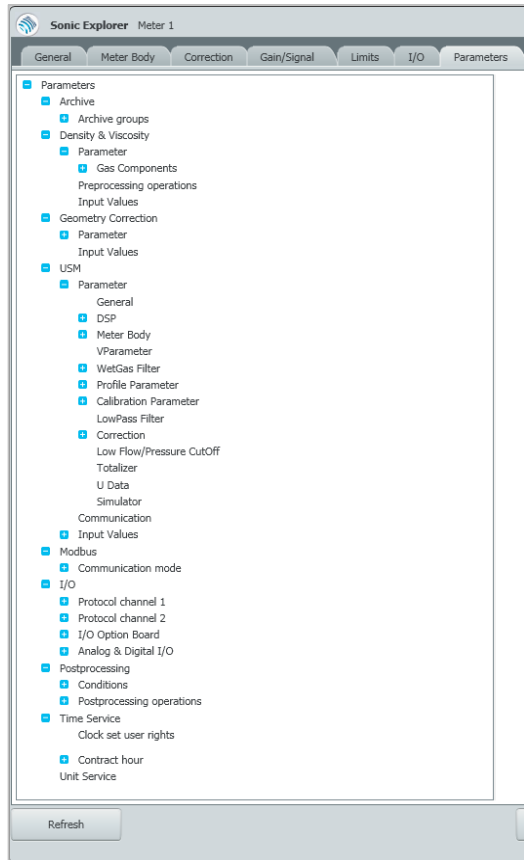 Sonic Explorer Meter 1
General Meter Body Correction Gain/Signal Limits I/O Parameters
Parameters
Archive
Archive groups
Density & Viscosity
Parameter
Gas Components
Preprocessing operations
Input Values
Geometry Correction
Parameter
Input Values
USM
Parameter
General
DSP
Meter Body
VParameter
WetGas Filter
Profile Parameter
Calibration Parameter
LowPass Filter
Correction
Low Flow/Pressure CutOff
Totalizer
U Data
Simulator
Communication
Input Values
Modbus
Communication mode
I/O
Protocol channel 1
Protocol channel 2
I/O Option Board
Analog & Digital I/O
Postprocessing
Conditions
Postprocessing operations
Time Service
Clock set user rights
Contract hour
Unit Service
Refresh